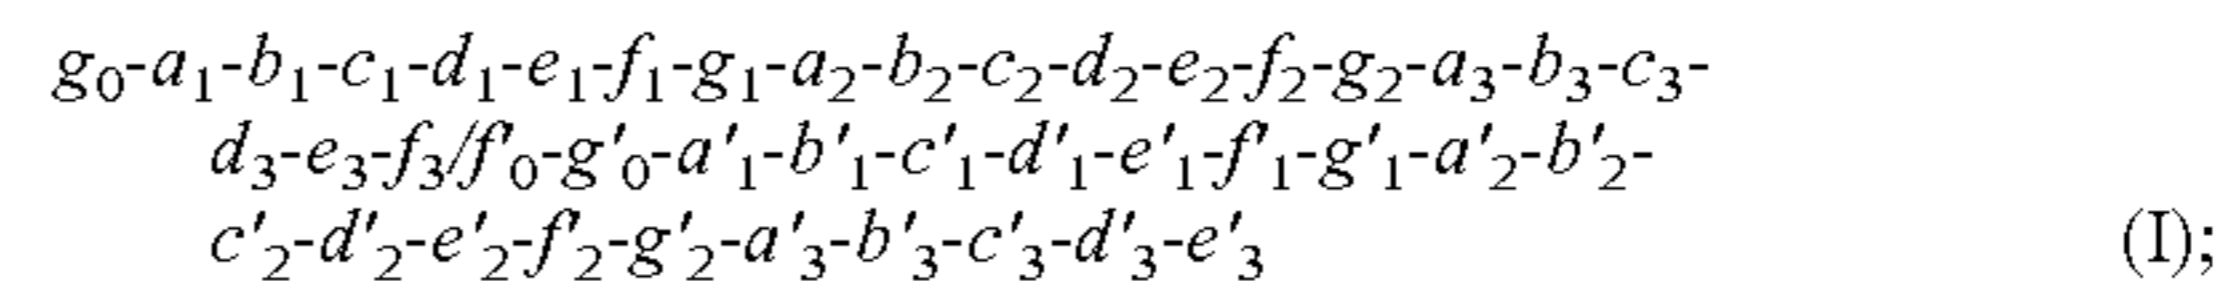 g₀-a₁-b₁-c₁-d₁-e₁-f₁-g₁-a₂-b₂-c₂-d₂-e₂-f₂-g₂-a₃-b₃-c₃-
d₃-e₃-f₃/f'₀-g'₀-a'₁-b'₁-c'₁-d'₁-e'₁-f'₁-g'₁-a'₂-b'₂-
c'₂-d'₂-e'₂-f'₂-g'₂-a'₃-b'₃-c'₃-d'₃-e'₃ (I);